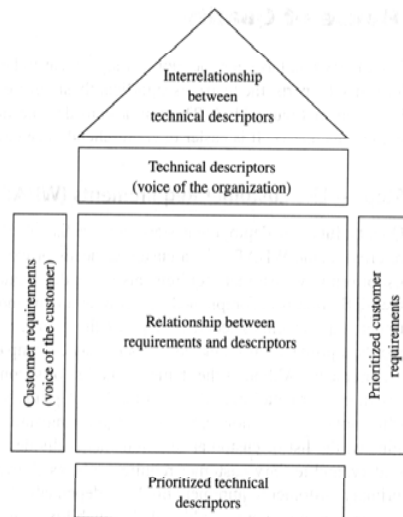 Interrelationship
between
technical descriptors
Technical descriptors
(voice of the organization)
Customer requirements
(voice of the customer)
Relationship between
requirements and descriptors
Prioritized customer
requirements
Prioritized technical
descriptors